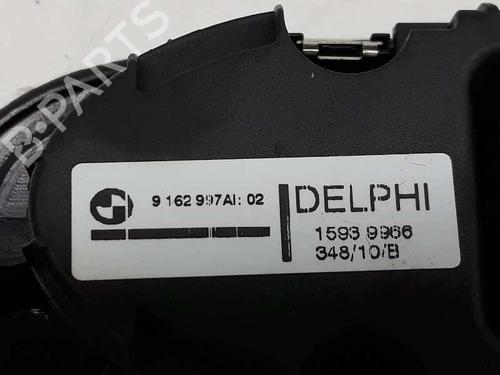 B-PARTS
9 162 997AI: 02
DELPHI
1593 9966
348/10/B